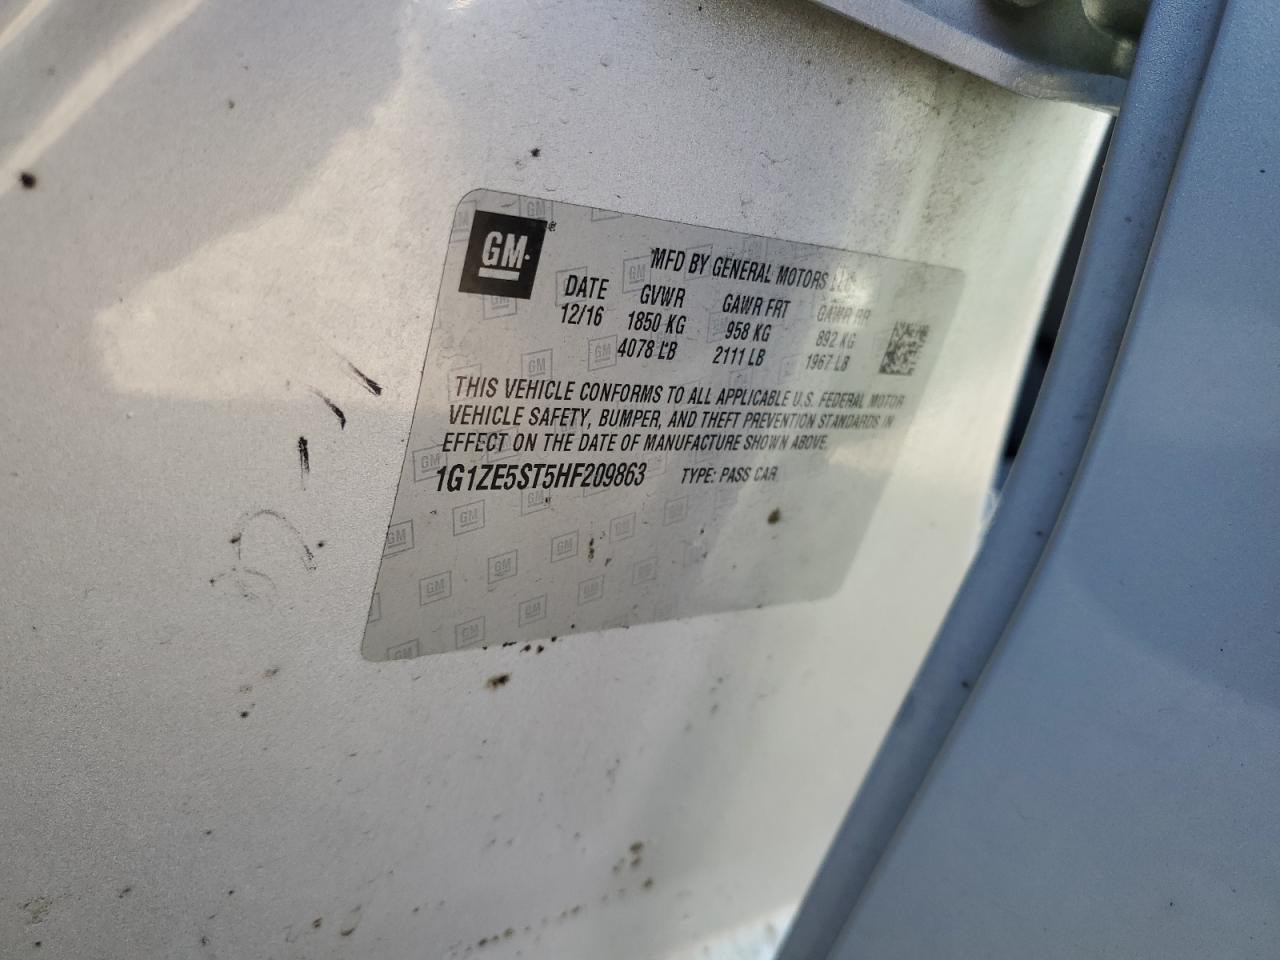 GM
MFD BY GENERAL MOTORS LLC
DATE GVWR GAWR FRT GAWR RR
12/16 1850 KG 958 KG 892 KG
4078 LB 2111 LB 1967 LB
THIS VEHICLE CONFORMS TO ALL APPLICABLE U.S. FEDERAL MOTOR
VEHICLE SAFETY, BUMPER, AND THEFT PREVENTION STANDARDS IN
EFFECT ON THE DATE OF MANUFACTURE SHOWN ABOVE.
1G1ZE5ST5HF209863 TYPE: PASS CAR